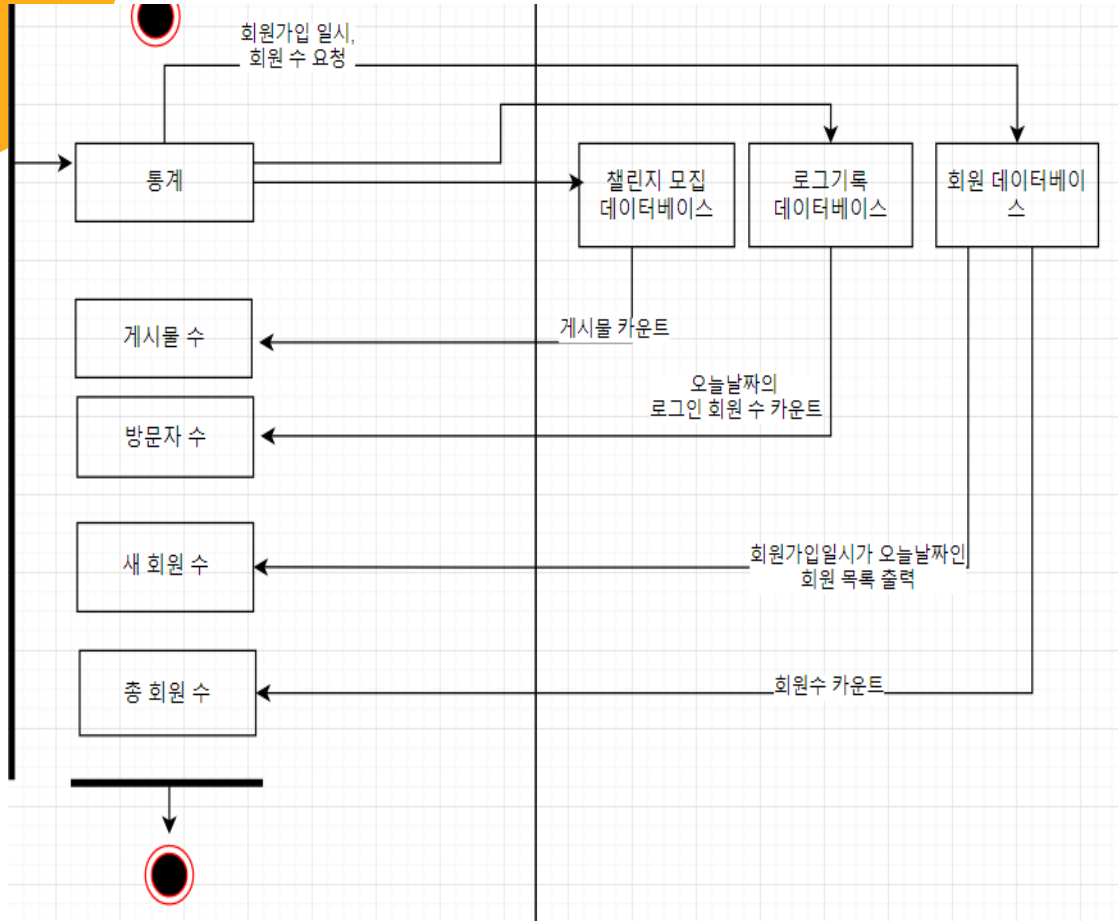 회원가입 일시,
회원 수 요청
통계
챌린지 모집
데이터베이스
로그기록
데이터베이스
회원 데이터베이
스
게시물 수
게시물 카운트
오늘날짜의
로그인 회원 수 카운트
방문자 수
새 회원 수
회원가입일시가 오늘날짜인
회원 목록 출력
총 회원 수
회원수 카운트